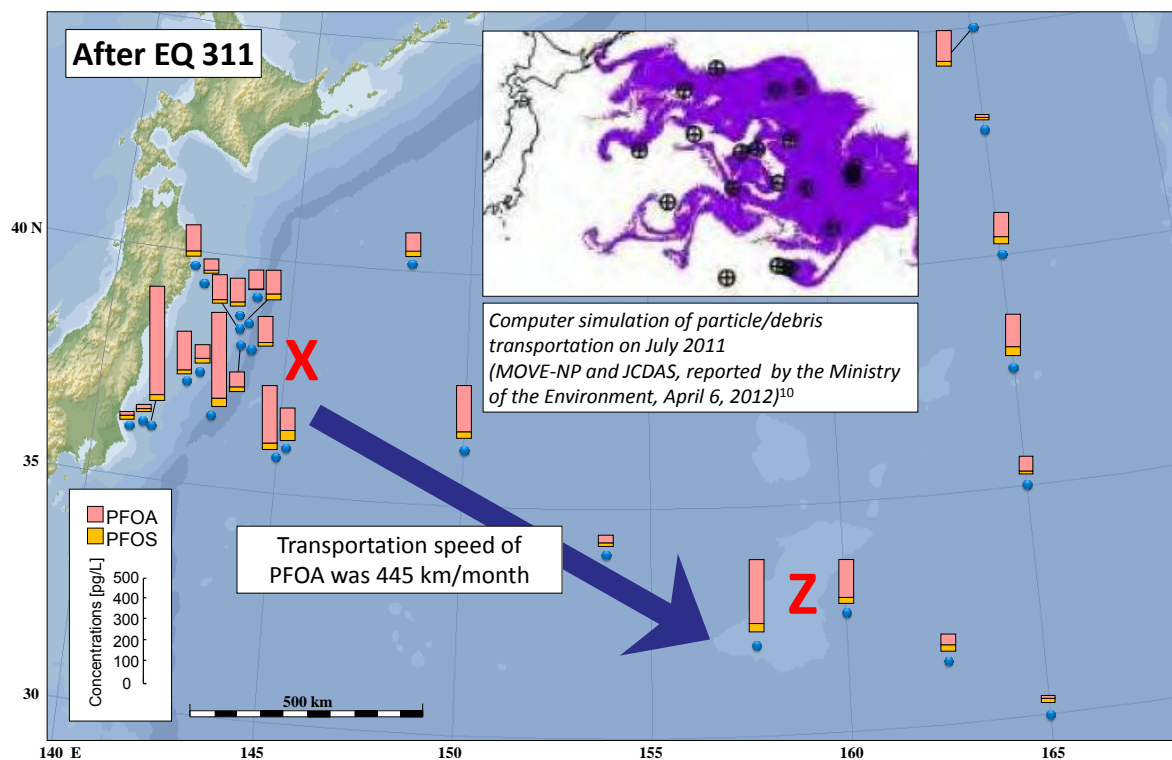 After EQ 311
40 N
Computer simulation of particle/debris
transportation on July 2011
(MOVE-NP and JCDAS, reported by the Ministry
of the Environment, April 6, 2012)10
X
35
PFOA
PFOS
Concentrations [pg/L]
500
400
300
200
100
0
Transportation speed of
PFOA was 445 km/month
Z
30
500 km
140 E 145 150 155 160 165